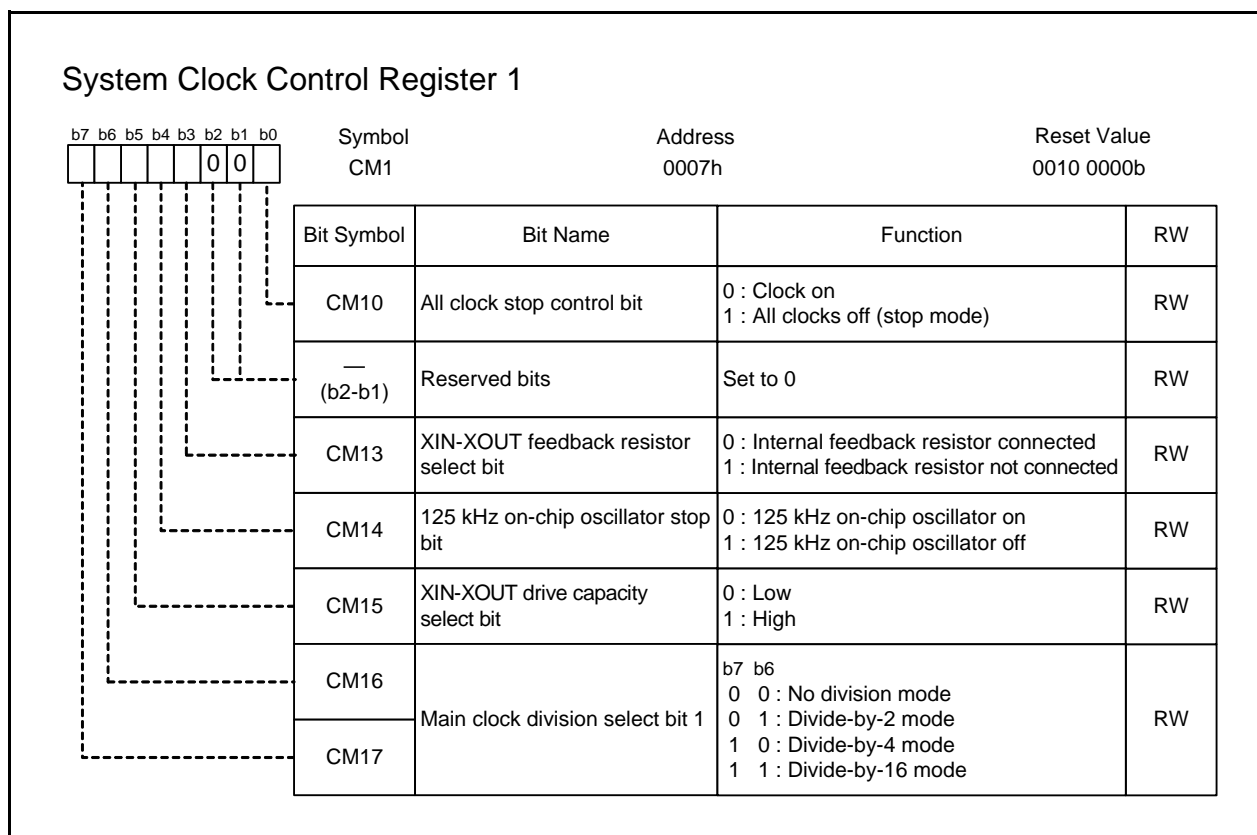 System Clock Control Register 1
b7 b6 b5 b4 b3 b2 b1 b0 Symbol Address Reset Value
0 0 CM1 0007h 0010 0000b
Bit Symbol Bit Name Function RW
CM10 All clock stop control bit 0 : Clock on
1 : All clocks off (stop mode) RW
—
(b2-b1) Reserved bits Set to 0 RW
CM13 XIN-XOUT feedback resistor
select bit 0 : Internal feedback resistor connected
1 : Internal feedback resistor not connected RW
CM14 125 kHz on-chip oscillator stop
bit 0 : 125 kHz on-chip oscillator on
1 : 125 kHz on-chip oscillator off RW
CM15 XIN-XOUT drive capacity
select bit 0 : Low
1 : High RW
CM16
CM17
Main clock division select bit 1
b7 b6
0 0 : No division mode
0 1 : Divide-by-2 mode
1 0 : Divide-by-4 mode
1 1 : Divide-by-16 mode
RW